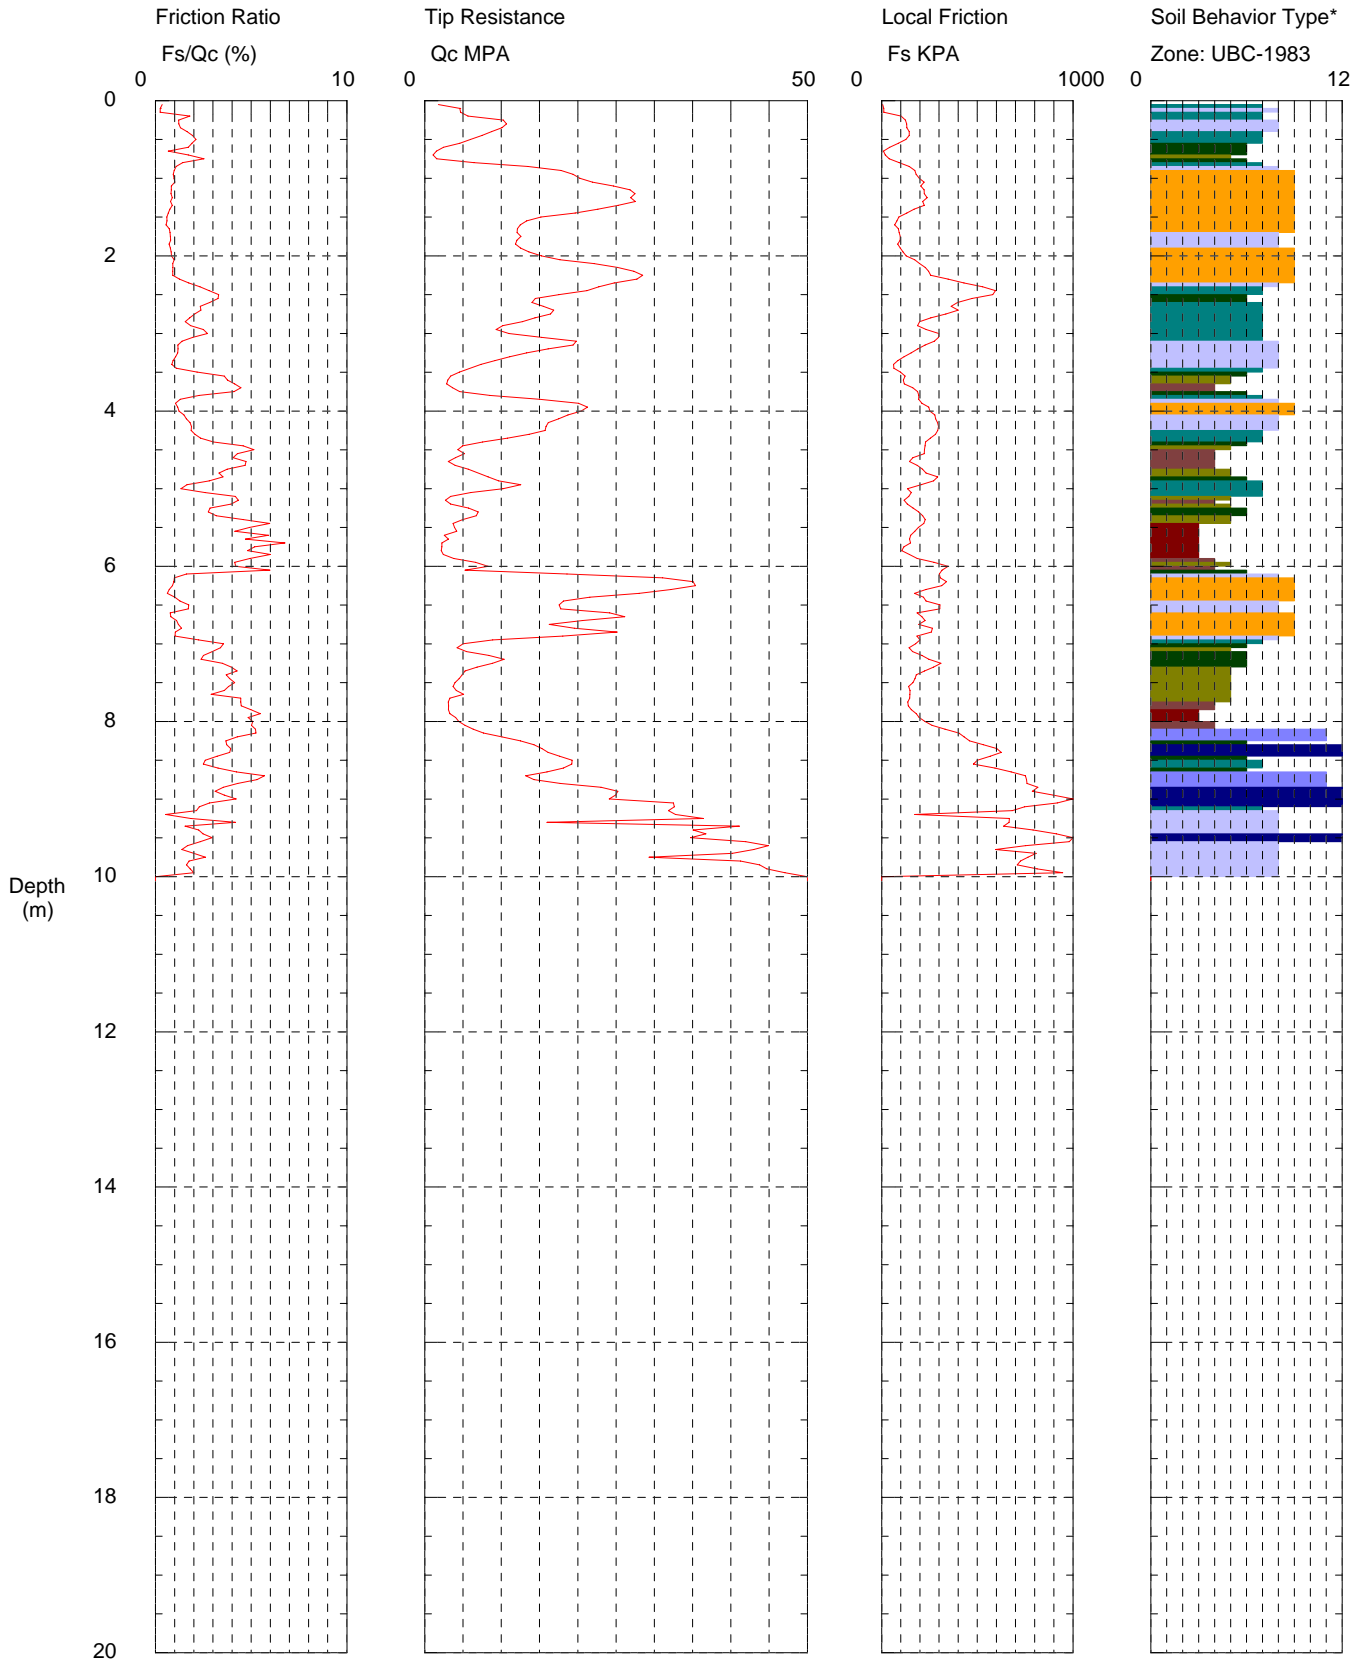 Friction Ratio Tip Resistance Local Friction Soil Behavior Type*
Fs/Qc (%) Qc MPA Fs KPA Zone: UBC-1983
0 10 0 50 0 1000 0 12
0
2
4
6
8
10
Depth
(m)
12
14
16
18
20